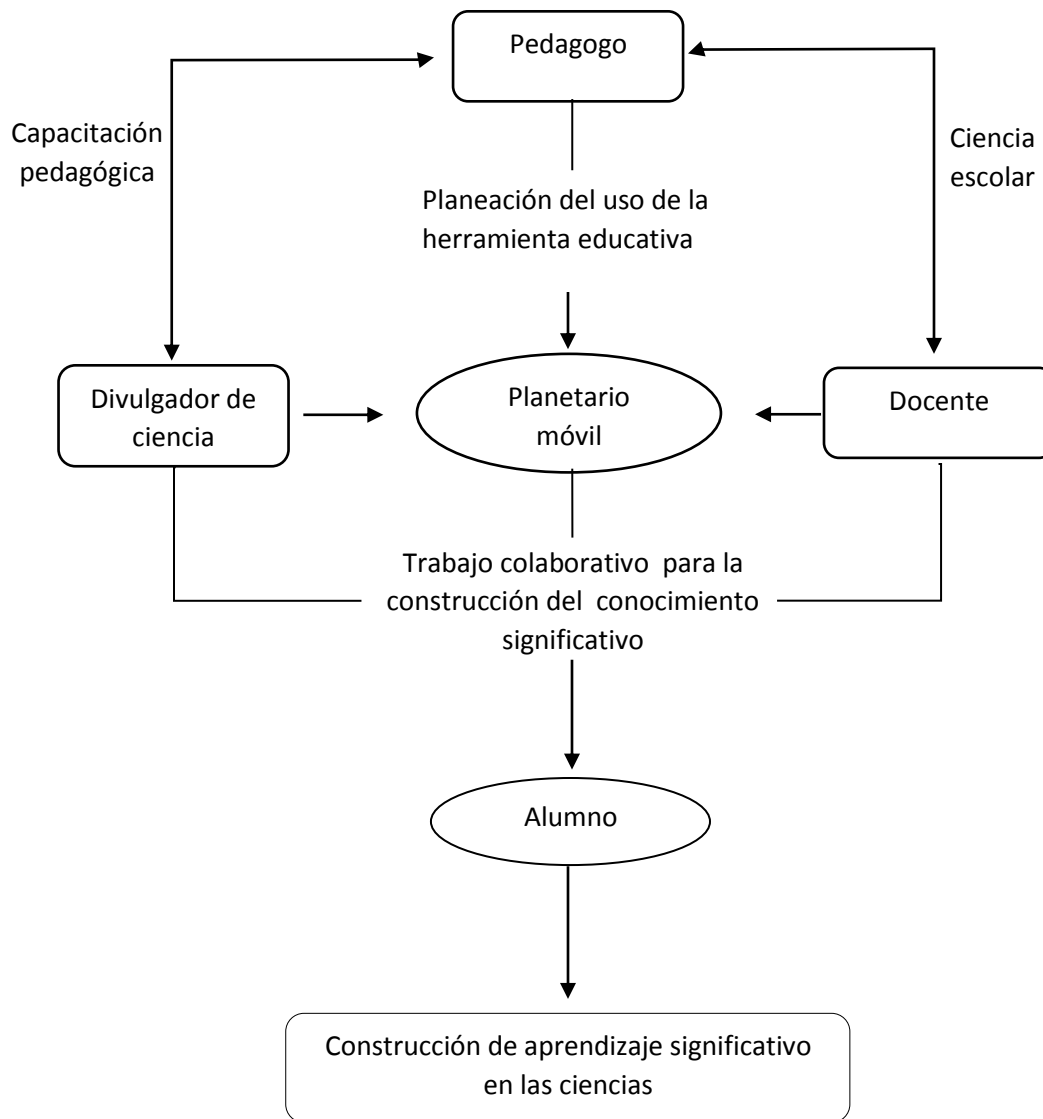 Pedagogo
Capacitación
pedagógica
Ciencia
escolar
Planeación del uso de la
herramienta educativa
Divulgador de
ciencia
Planetario
móvil
Docente
Trabajo colaborativo para la
construcción del conocimiento
significativo
Alumno
Construcción de aprendizaje significativo
en las ciencias